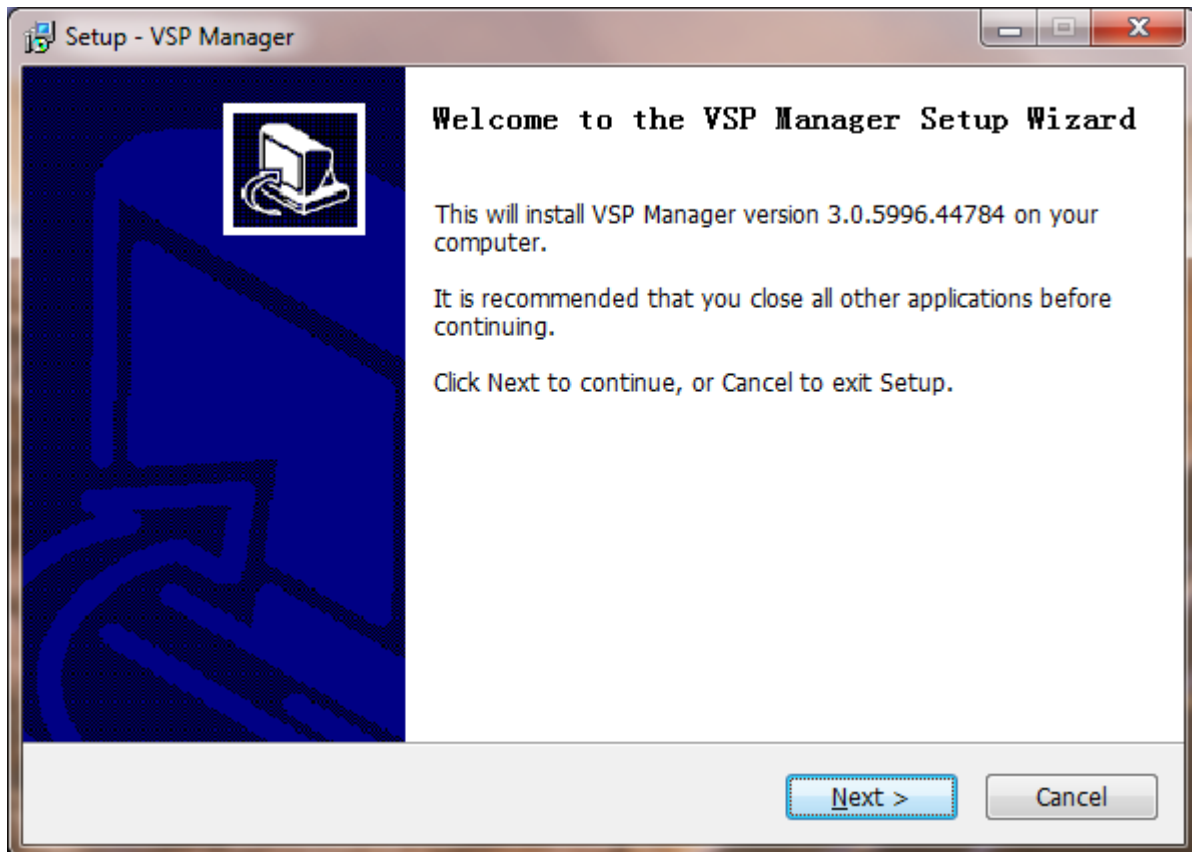 Setup - VSP Manager
Welcome to the VSP Manager Setup Wizard
This will install VSP Manager version 3.0.5996.44784 on your
computer.
It is recommended that you close all other applications before
continuing.
Click Next to continue, or Cancel to exit Setup.
Next >
Cancel